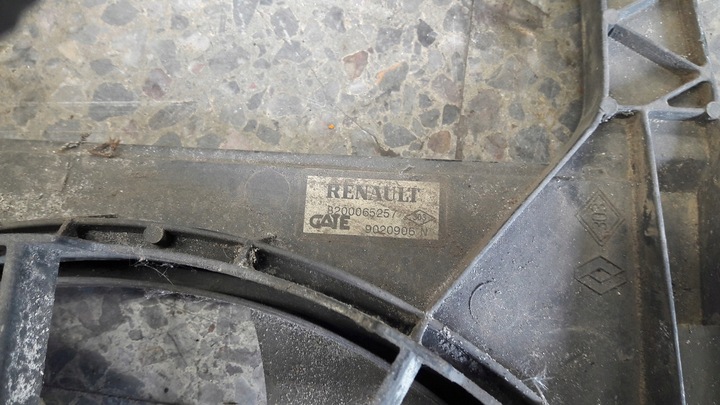 RENAULT
8200065257
GATE
9020906 N